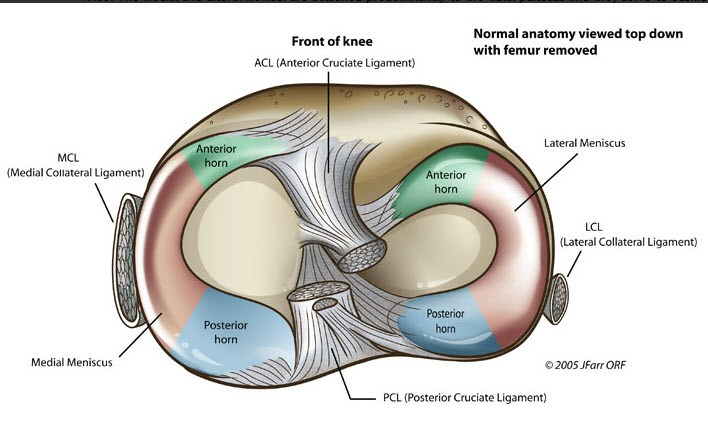 Front of knee
Normal anatomy viewed top down
with femur removed
ACL (Anterior Cruciate Ligament)
Lateral Meniscus
Anterior
horn
MCL
(Medial Collateral Ligament)
Anterior
horn
LCL
(Lateral Collateral Ligament)
Posterior
horn
Posterior
horn
Medial Meniscus
© 2005 JFarr ORF
PCL (Posterior Cruciate Ligament)